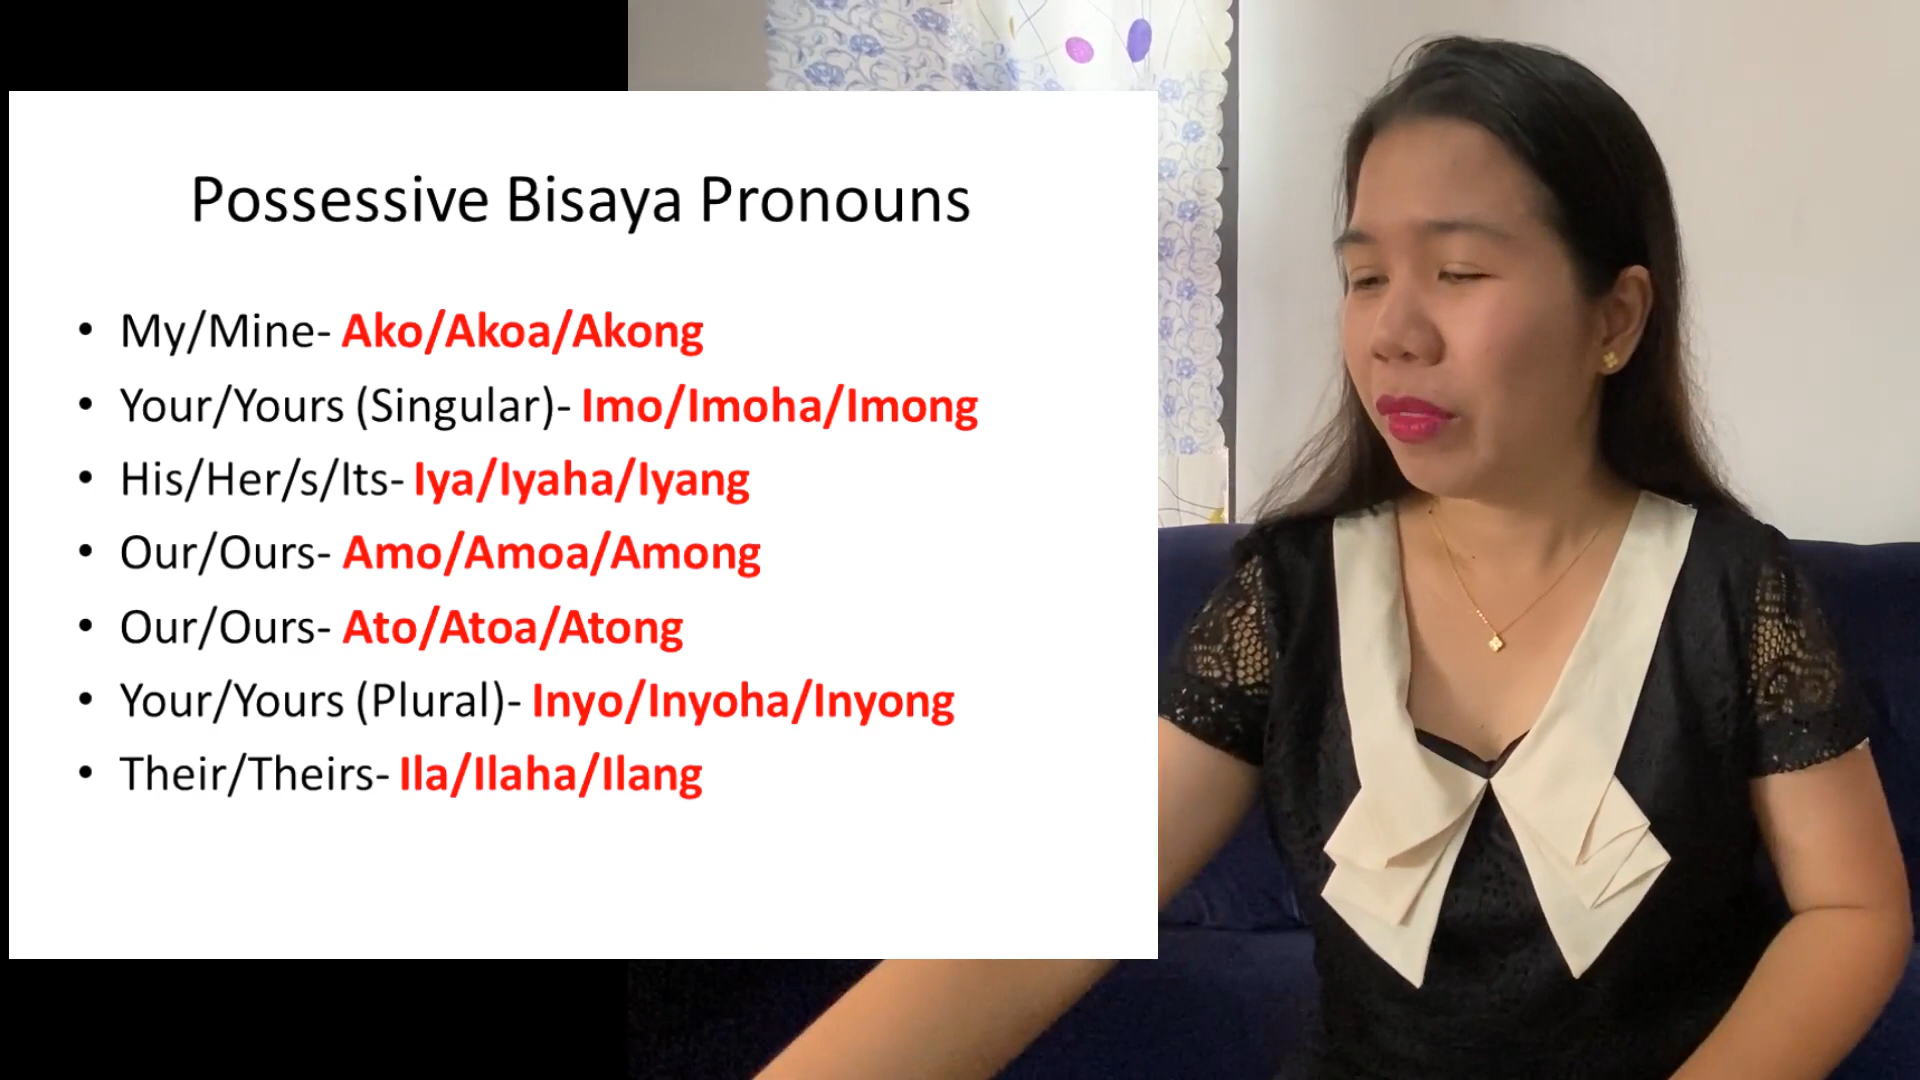 Possessive Bisaya Pronouns
• My/Mine- Ako/Akoa/Akong
• Your/Yours (Singular)- Imo/Imoha/Imong
• His/Her/s/Its- Iya/Iyaha/Iyang
• Our/Ours- Amo/Amoa/Among
• Our/Ours- Ato/Atoa/Atong
• Your/Yours (Plural)- Inyo/Inyoha/Inyong
• Their/Theirs- Ila/Ilaha/Ilang